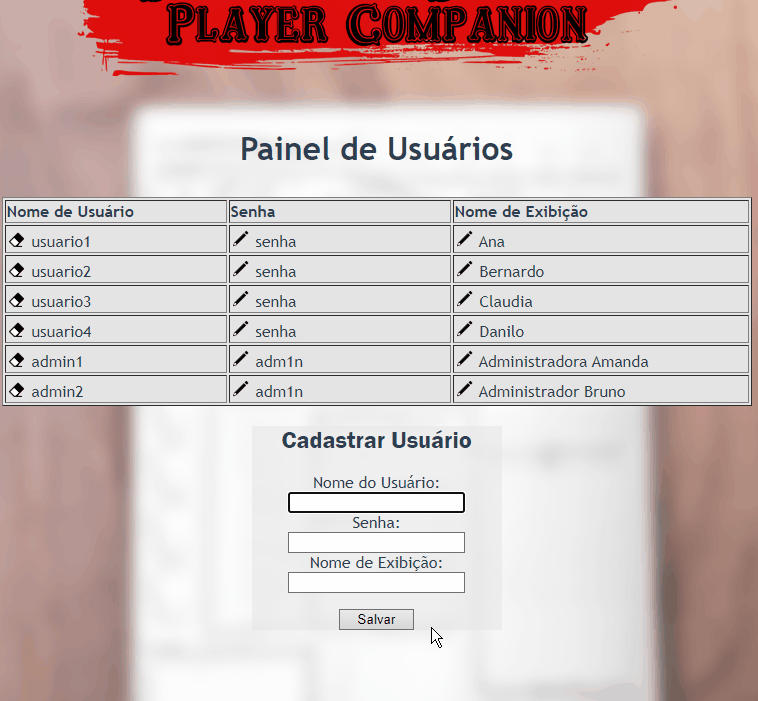 Player Companion
Painel de Usuários
Nome de Usuário Senha Nome de Exibição
usuario1 senha Ana
usuario2 senha Bernardo
usuario3 senha Claudia
usuario4 senha Danilo
admin1 adm1n Administradora Amanda
admin2 adm1n Administrador Bruno
Cadastrar Usuário
Nome do Usuário:
Senha:
Nome de Exibição:
Salvar